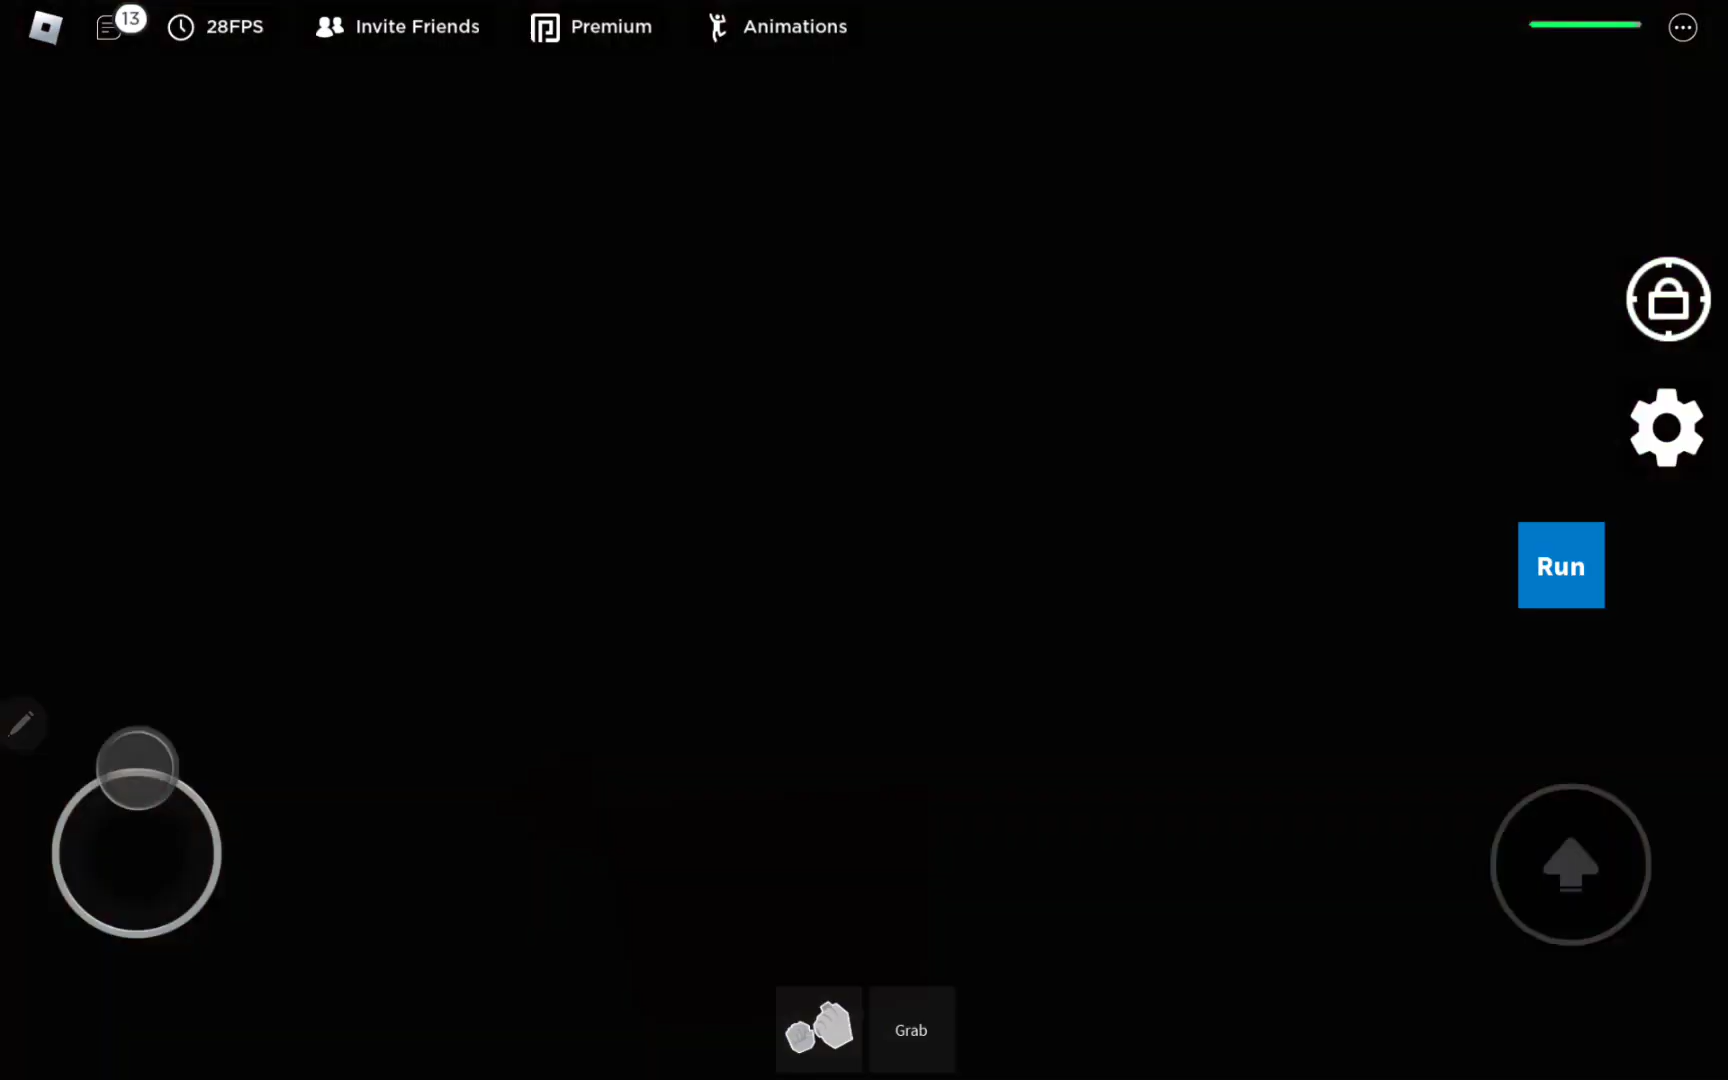 13
28FPS
Invite Friends
Premium
Animations
Run
Grab